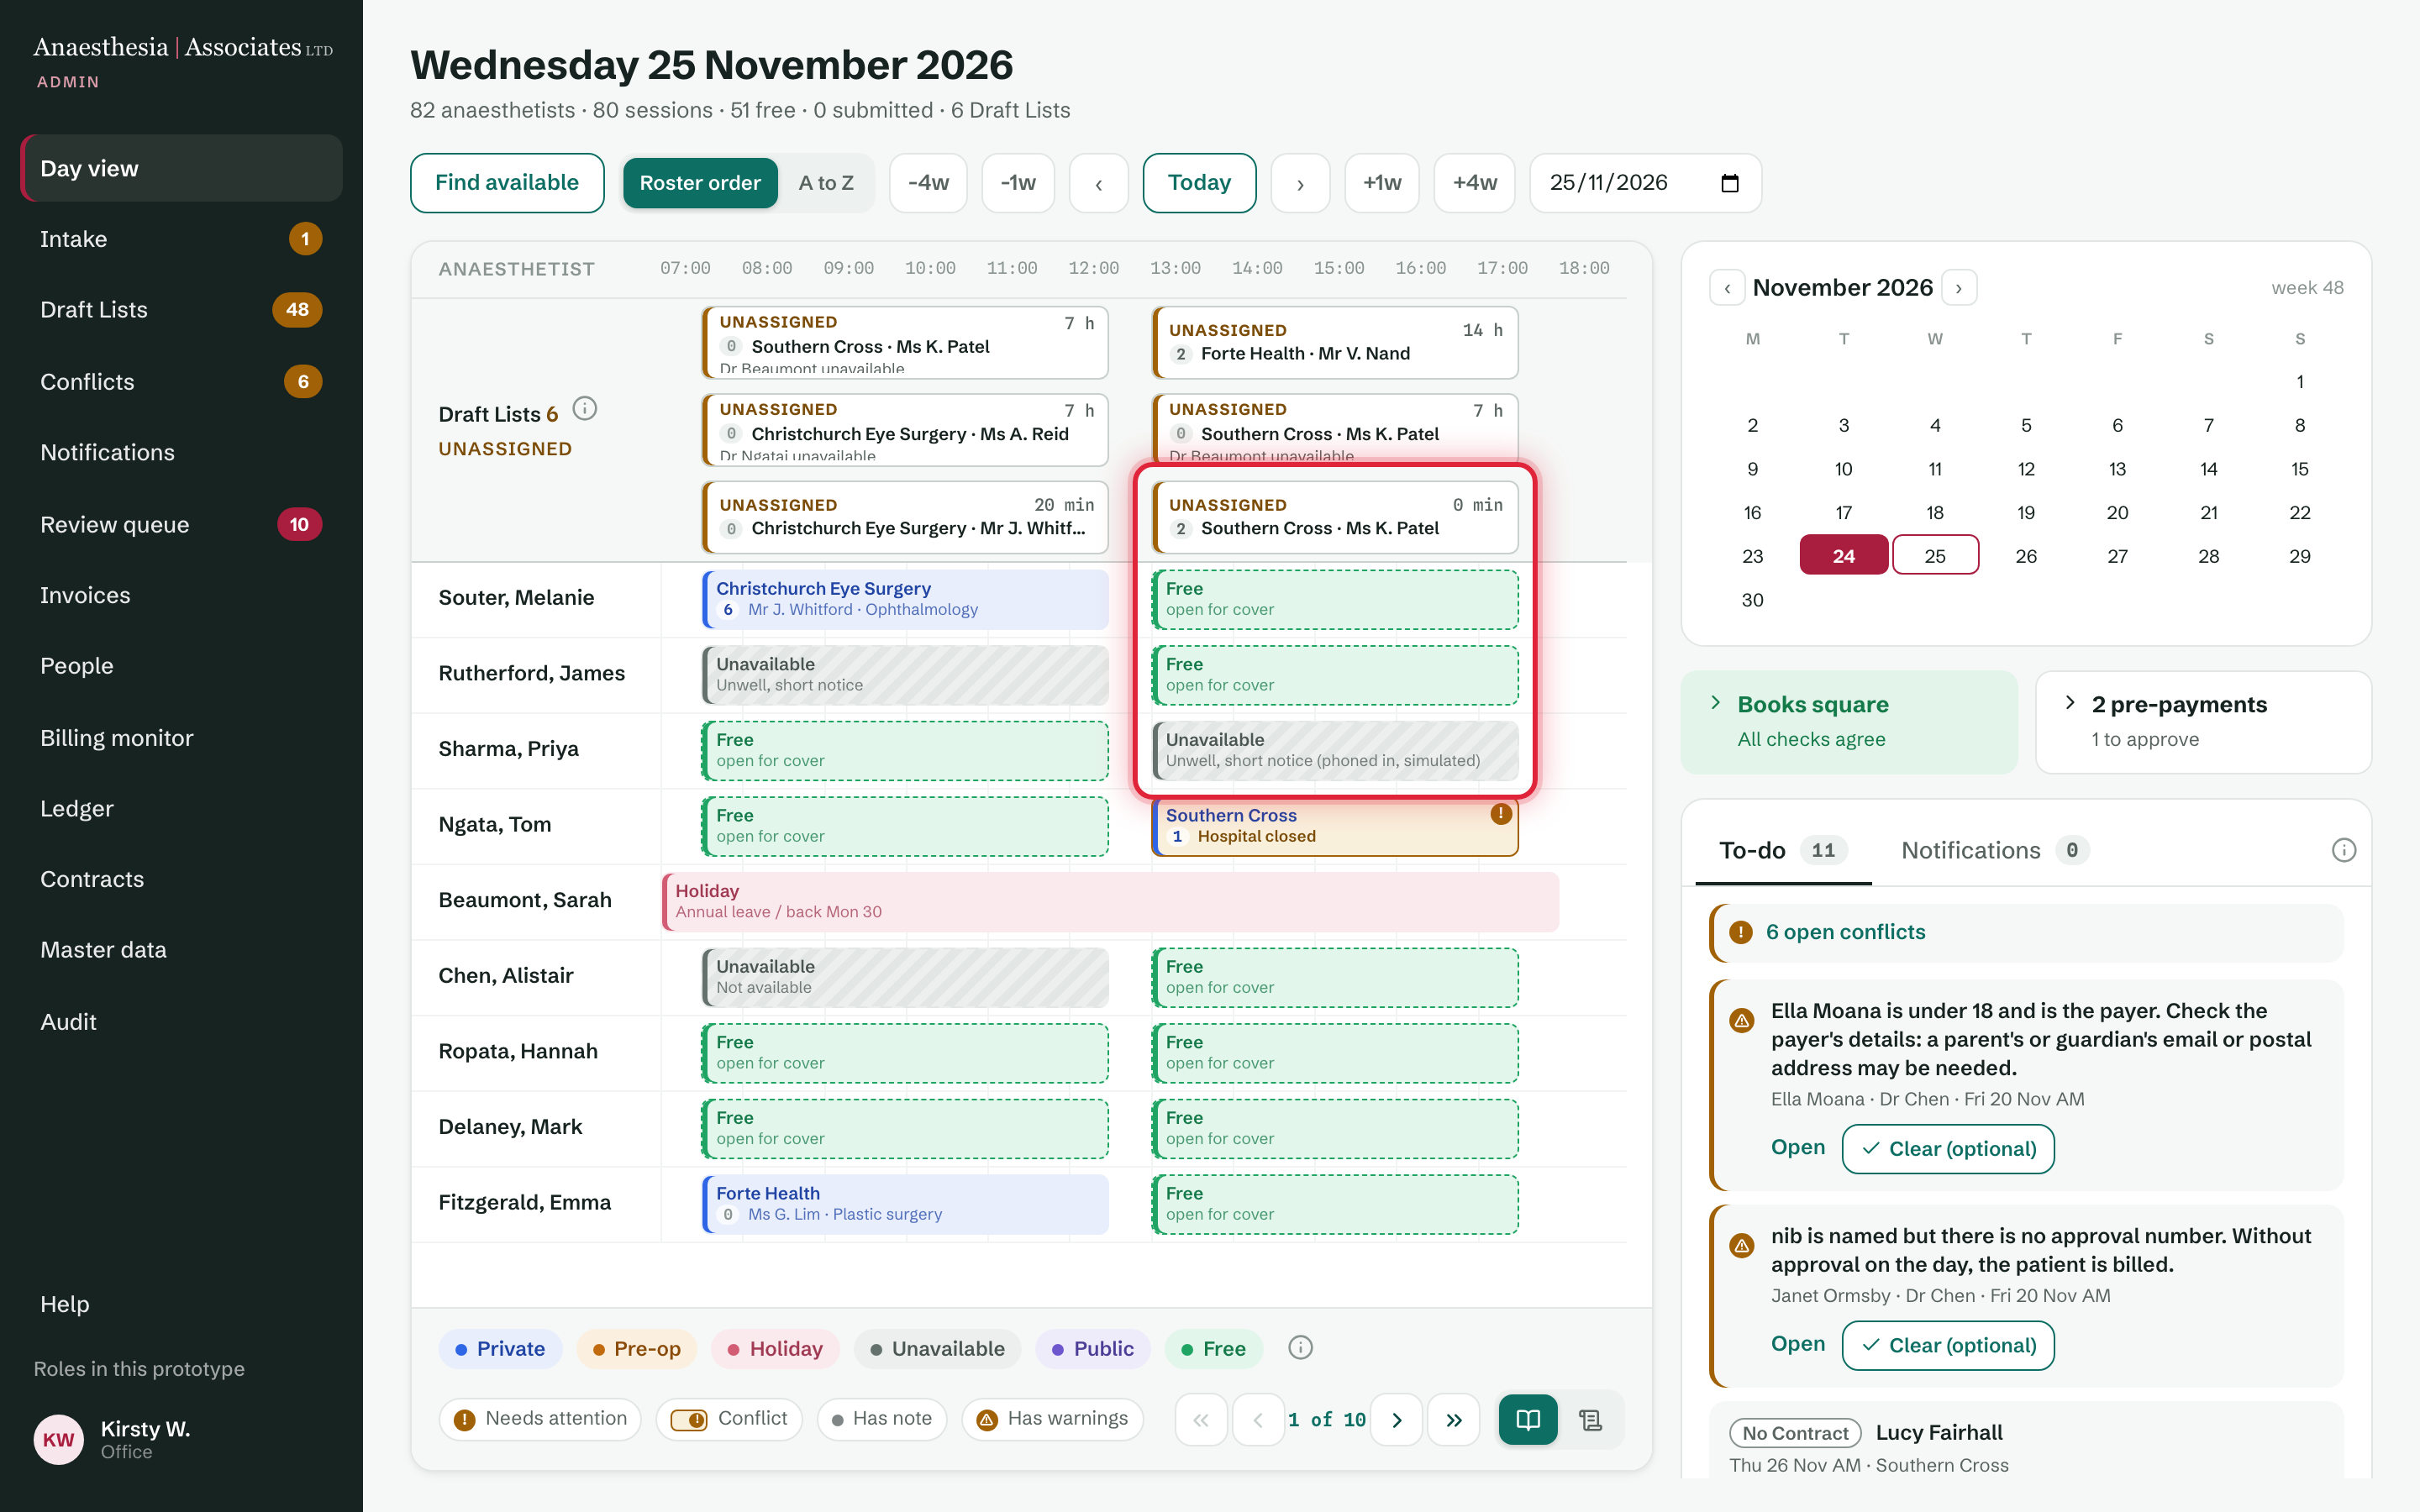 Anaesthesia | Associates LTD
ADMIN
Day view
Intake 1
Draft Lists 48
Conflicts 6
Notifications
Review queue 10
Invoices
People
Billing monitor
Ledger
Contracts
Master data
Audit
Help
Roles in this prototype
KW Kirsty W.
Office
Wednesday 25 November 2026
82 anaesthetists · 80 sessions · 51 free · 0 submitted · 6 Draft Lists
Find available Roster order A to Z -4w -1w ‹ Today › +1w +4w 25/11/2026
ANAESTHETIST 07:00 08:00 09:00 10:00 11:00 12:00 13:00 14:00 15:00 16:00 17:00 18:00
Draft Lists 6
UNASSIGNED
UNASSIGNED 7 h
0 Southern Cross · Ms K. Patel
Dr Beaumont unavailable
UNASSIGNED 14 h
2 Forte Health · Mr V. Nand
UNASSIGNED 7 h
0 Christchurch Eye Surgery · Ms A. Reid
Dr Ngatai unavailable
UNASSIGNED 7 h
0 Southern Cross · Ms K. Patel
Dr Beaumont unavailable
UNASSIGNED 20 min
0 Christchurch Eye Surgery · Mr J. Whitf...
UNASSIGNED 0 min
2 Southern Cross · Ms K. Patel
Souter, Melanie
Christchurch Eye Surgery
6 Mr J. Whitford · Ophthalmology
Free
open for cover
Rutherford, James
Unavailable
Unwell, short notice
Free
open for cover
Sharma, Priya
Free
open for cover
Unavailable
Unwell, short notice (phoned in, simulated)
Ngata, Tom
Free
open for cover
Southern Cross
1 Hospital closed
Beaumont, Sarah
Holiday
Annual leave / back Mon 30
Chen, Alistair
Unavailable
Not available
Free
open for cover
Ropata, Hannah
Free
open for cover
Free
open for cover
Delaney, Mark
Free
open for cover
Free
open for cover
Fitzgerald, Emma
Forte Health
0 Ms G. Lim · Plastic surgery
Free
open for cover
Private Pre-op Holiday Unavailable Public Free
Needs attention Conflict Has note Has warnings
« ‹ 1 of 10 › »
‹ November 2026 › week 48
M T W T F S S
1
2 3 4 5 6 7 8
9 10 11 12 13 14 15
16 17 18 19 20 21 22
23 24 25 26 27 28 29
30
Books square
All checks agree
2 pre-payments
1 to approve
To-do 11 Notifications 0
6 open conflicts
Ella Moana is under 18 and is the payer. Check the
payer's details: a parent's or guardian's email or postal
address may be needed.
Ella Moana · Dr Chen · Fri 20 Nov AM
Open Clear (optional)
nib is named but there is no approval number. Without
approval on the day, the patient is billed.
Janet Ormsby · Dr Chen · Fri 20 Nov AM
Open Clear (optional)
No Contract Lucy Fairhall
Thu 26 Nov AM · Southern Cross